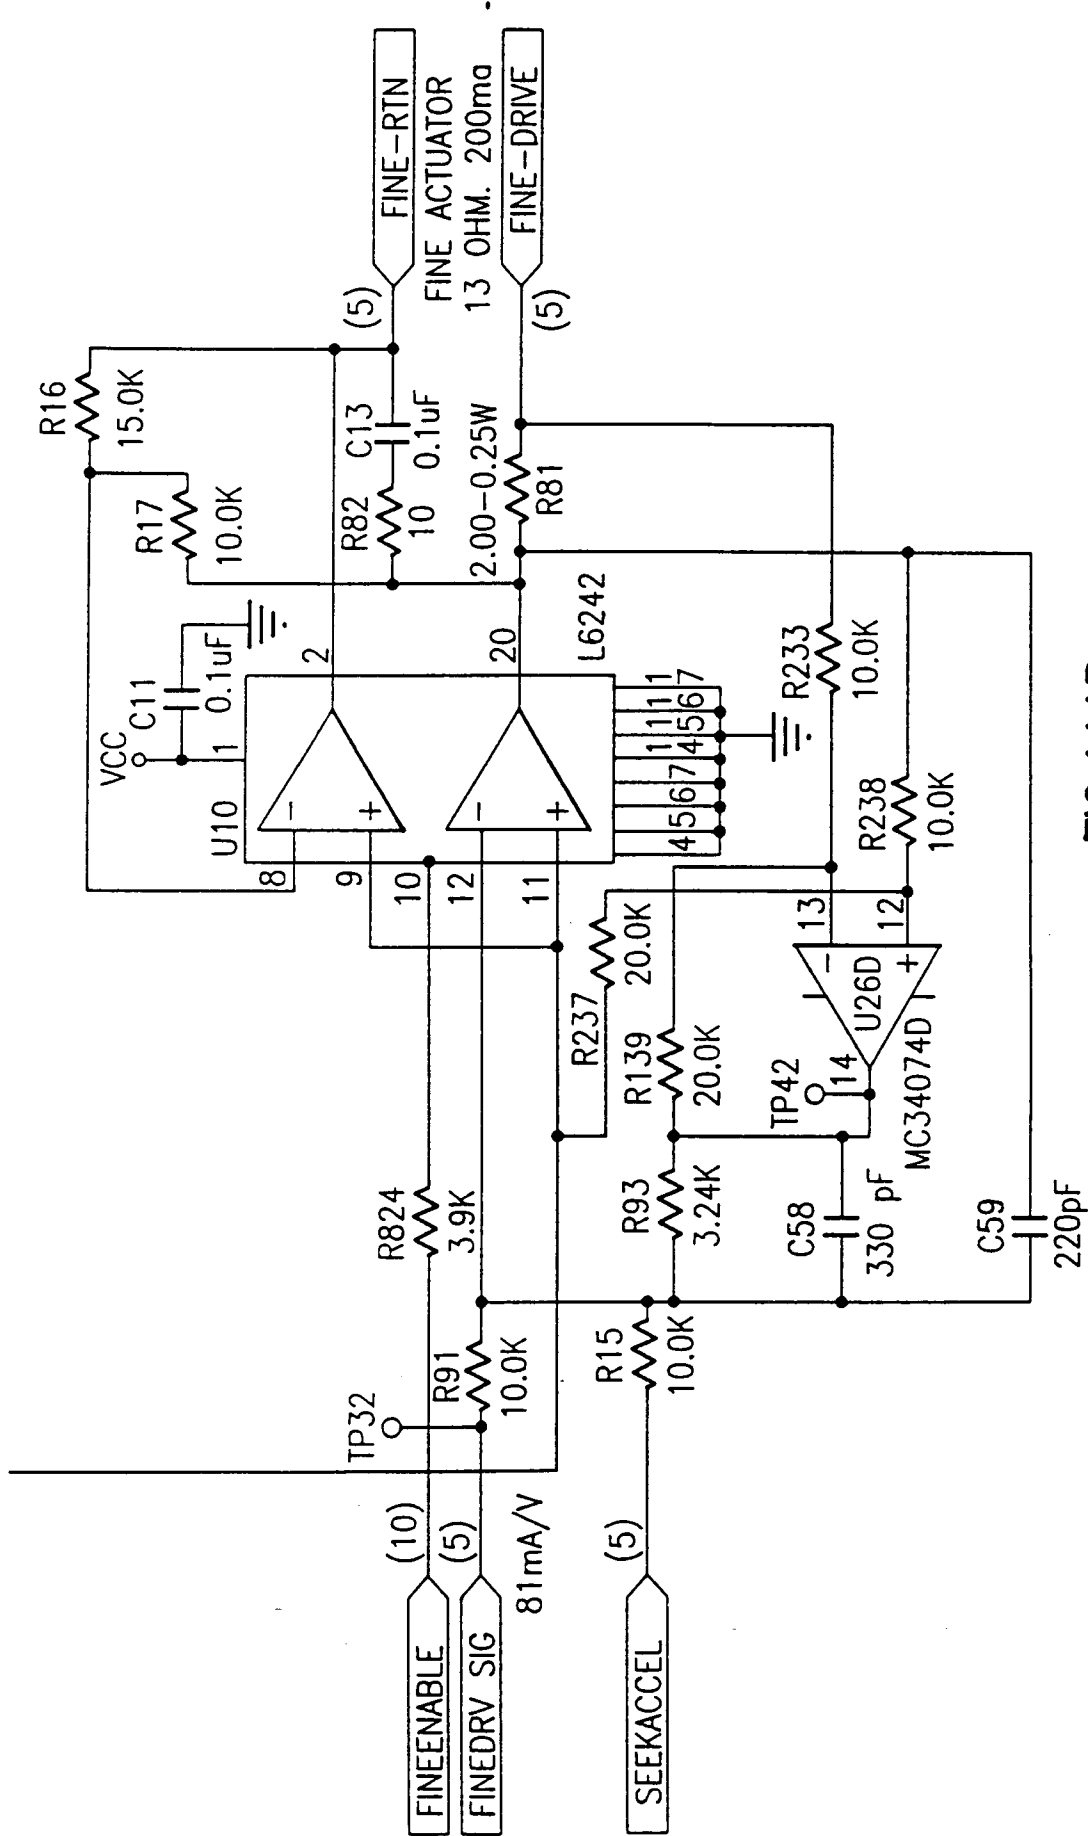 FINE-RTN
(5)
FINE ACTUATOR
13 OHM. 200ma
FINE-DRIVE
(5)
R16
15.0K
R17
10.0K
C13
0.1uF
R82
10
2.00-0.25W
R81
VCC
C11
0.1uF
1
2
20
L6242
U10
-
+
-
+
8
9
10
12
11
4
5
6
7
14
15
16
17
R233
10.0K
R238
10.0K
13
12
-
+
U26D
14
MC34074D
TP42
R237
20.0K
R139
20.0K
R93
3.24K
C58
330 pF
C59
220pF
R824
3.9K
R91
10.0K
TP32
R15
10.0K
(10)
FINEENABLE
(5)
FINEDRV SIG
81mA/V
(5)
SEEKACCEL